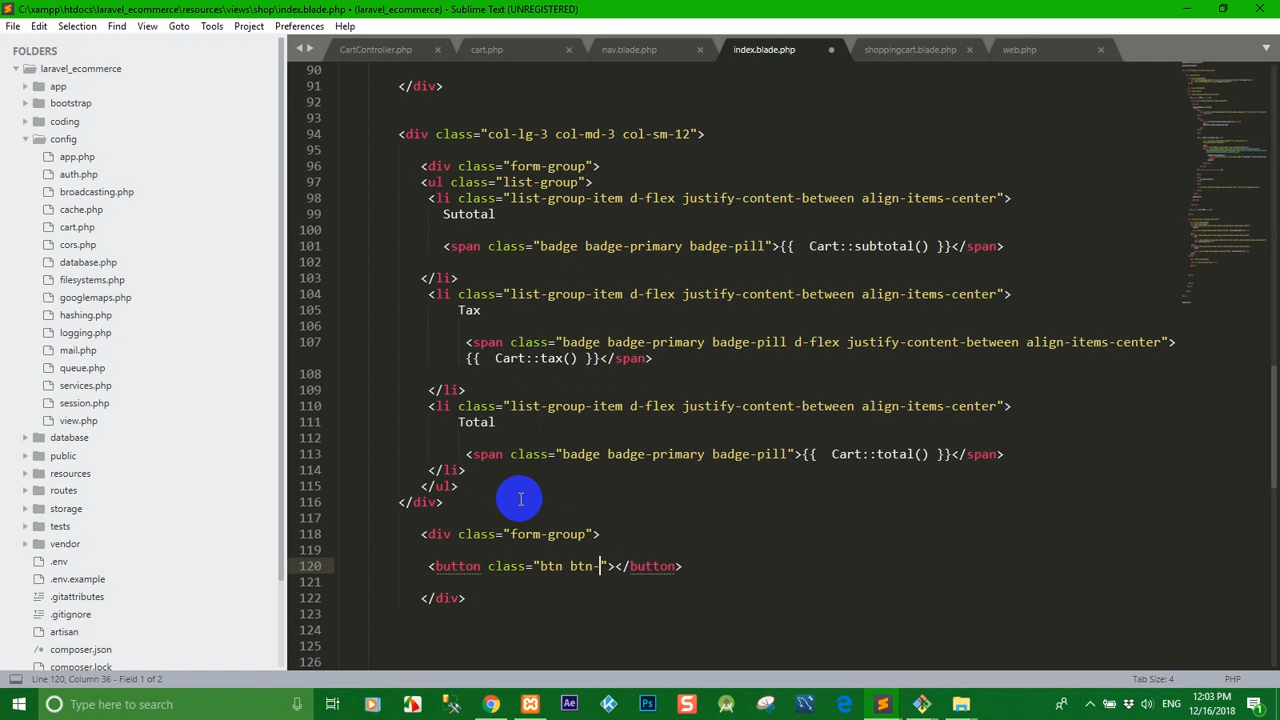 C:\xampp\htdocs\laravel_ecommerce\resources\views\shop\index.blade.php • (laravel_ecommerce) - Sublime Text (UNREGISTERED)
File Edit Selection Find View Goto Tools Project Preferences Help
FOLDERS
laravel_ecommerce
app
bootstrap
coding
config
app.php
auth.php
broadcasting.php
cache.php
cart.php
cors.php
database.php
filesystems.php
googlemaps.php
hashing.php
logging.php
mail.php
queue.php
services.php
session.php
view.php
database
public
resources
routes
storage
tests
vendor
.env
.env.example
.gitattributes
.gitignore
artisan
composer.json
composer.lock
CartController.php cart.php nav.blade.php index.blade.php shoppingcart.blade.php web.php
90
91 </div>
92
93
94 <div class="col-lg-3 col-md-3 col-sm-12">
95
96 <div class="form-group">
97 <ul class="list-group">
98 <li class="list-group-item d-flex justify-content-between align-items-center">
99 Sutotal
100
101 <span class="badge badge-primary badge-pill">{{  Cart::subtotal() }}</span>
102
103 </li>
104 <li class="list-group-item d-flex justify-content-between align-items-center">
105 Tax
106
107 <span class="badge badge-primary badge-pill d-flex justify-content-between align-items-center">
{{  Cart::tax() }}</span>
108
109 </li>
110 <li class="list-group-item d-flex justify-content-between align-items-center">
111 Total
112
113 <span class="badge badge-primary badge-pill">{{  Cart::total() }}</span>
114 </li>
115 </ul>
116 </div>
117
118 <div class="form-group">
119
120 <button class="btn btn-"></button>
121
122 </div>
123
124
125
126
Line 120, Column 36 - Field 1 of 2 Tab Size: 4 PHP
Type here to search
ENG
12:03 PM
12/16/2018